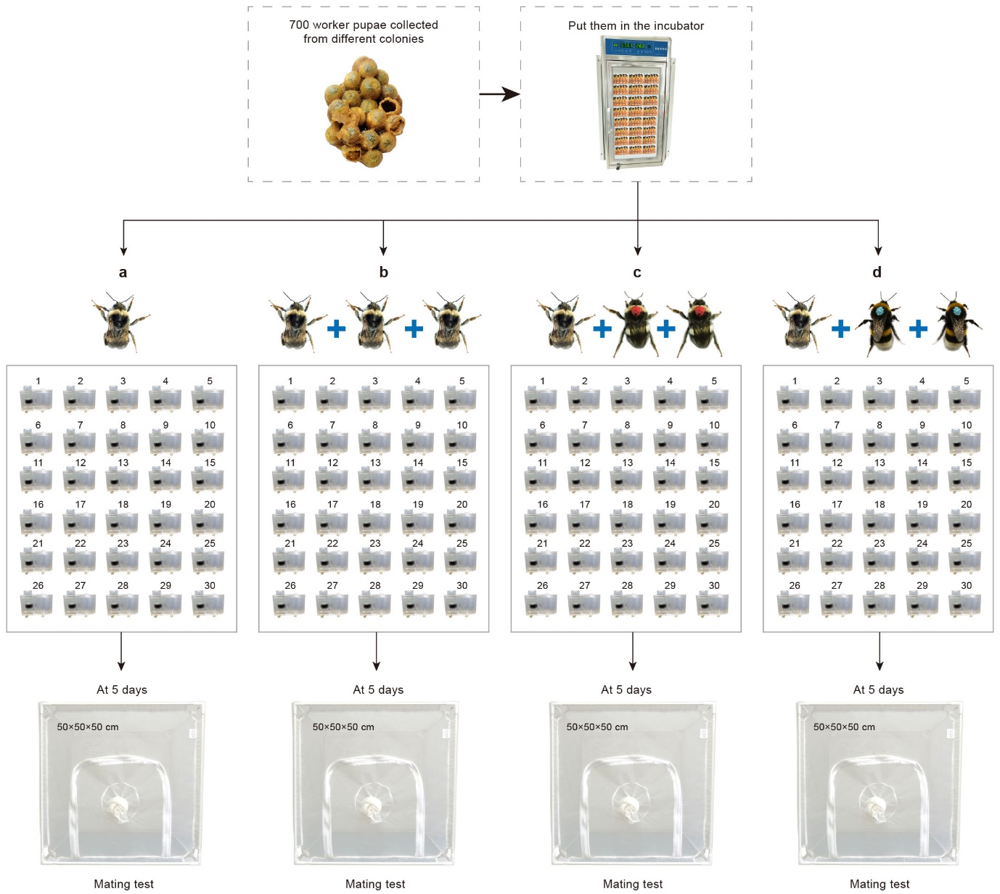 700 worker pupae collected
from different colonies
Put them in the incubator
a
b
c
d
1 2 3 4 5
6 7 8 9 10
11 12 13 14 15
16 17 18 19 20
21 22 23 24 25
26 27 28 29 30
1 2 3 4 5
6 7 8 9 10
11 12 13 14 15
16 17 18 19 20
21 22 23 24 25
26 27 28 29 30
1 2 3 4 5
6 7 8 9 10
11 12 13 14 15
16 17 18 19 20
21 22 23 24 25
26 27 28 29 30
1 2 3 4 5
6 7 8 9 10
11 12 13 14 15
16 17 18 19 20
21 22 23 24 25
26 27 28 29 30
At 5 days
At 5 days
At 5 days
At 5 days
50×50×50 cm
50×50×50 cm
50×50×50 cm
50×50×50 cm
Mating test
Mating test
Mating test
Mating test